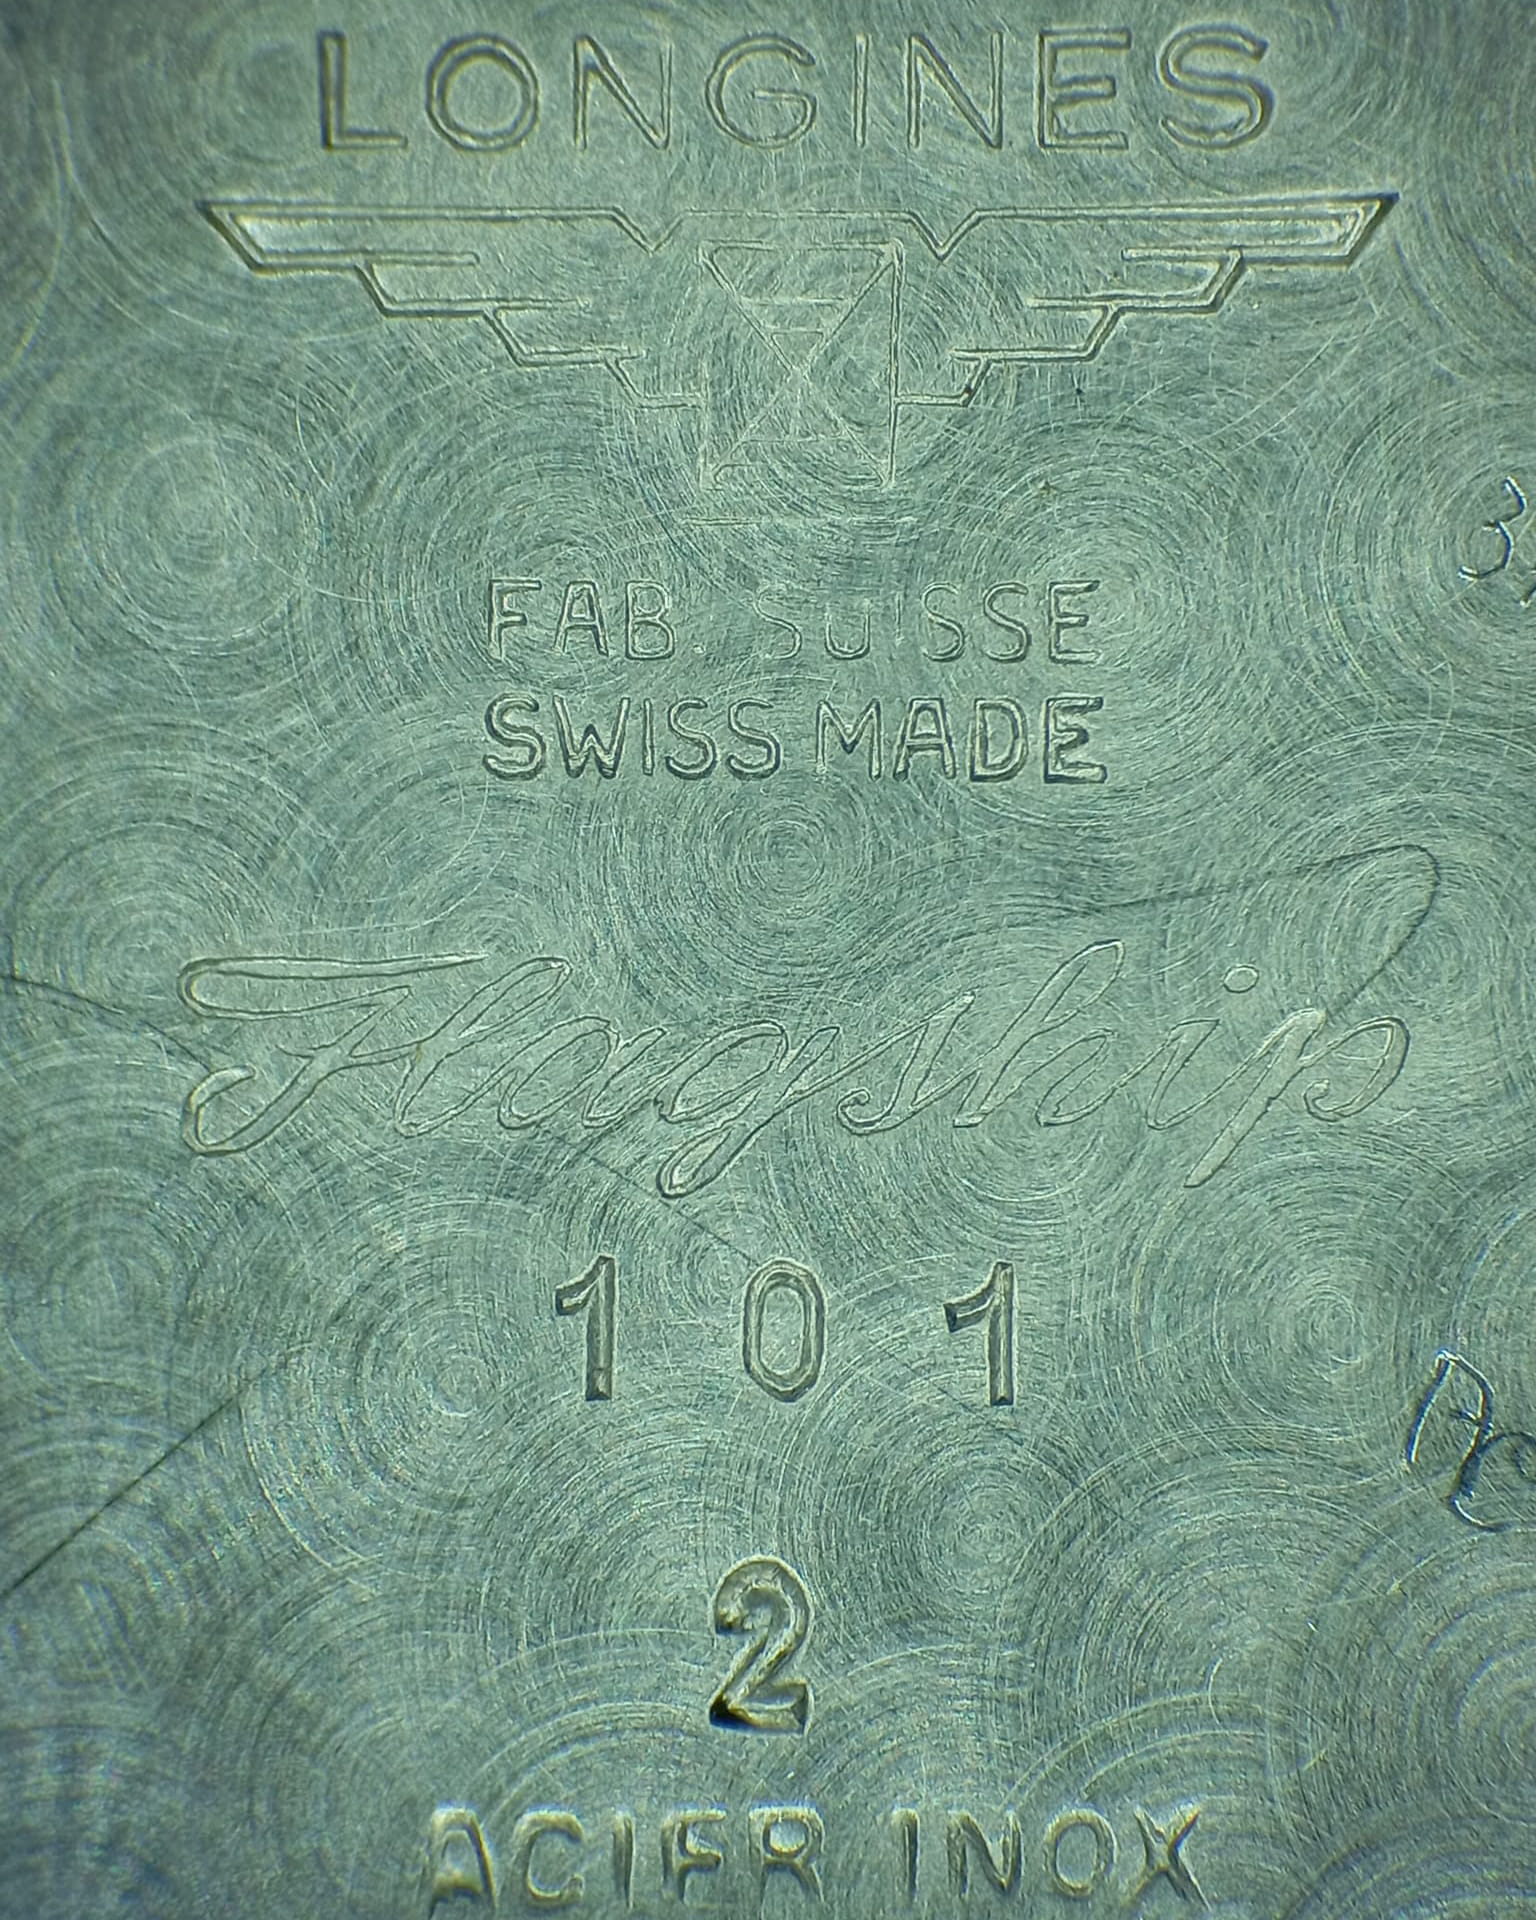 LONGINES
FAB. SUISSE
SWISS MADE
Flagship
101
2
ACIER INOX